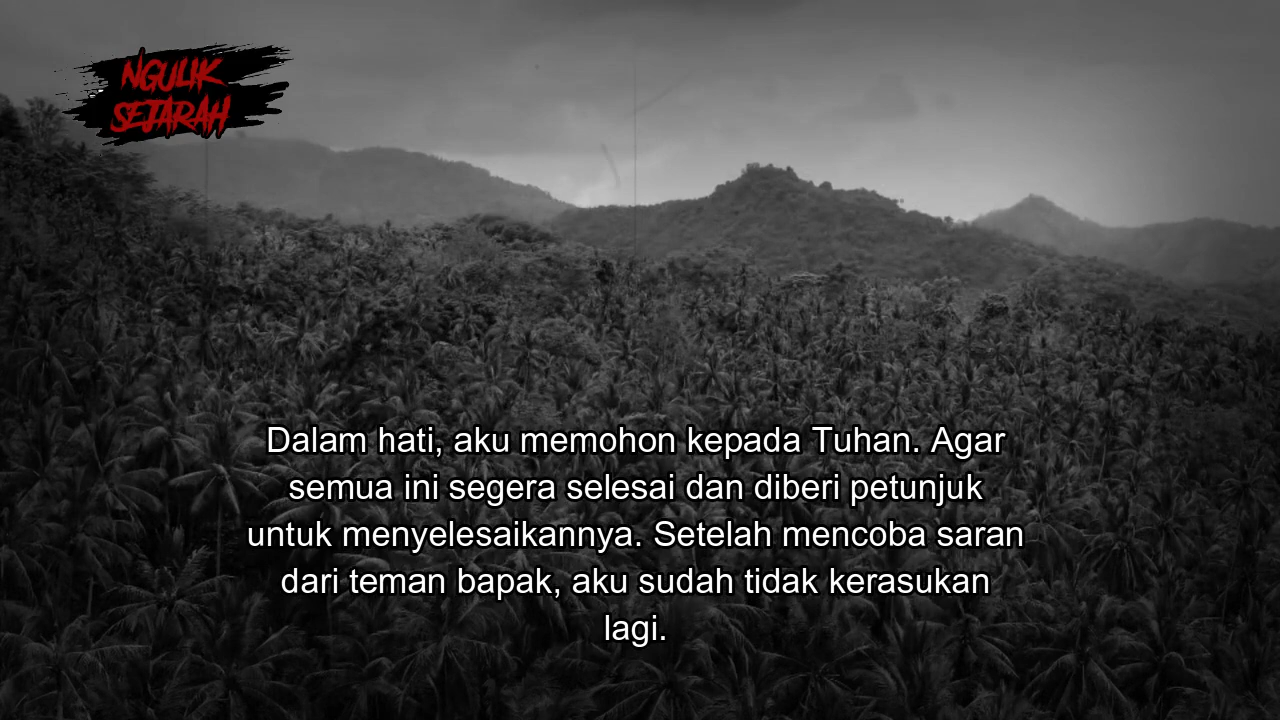 NGULIK
SEJARAH
Dalam hati, aku memohon kepada Tuhan. Agar
semua ini segera selesai dan diberi petunjuk
untuk menyelesaikannya. Setelah mencoba saran
dari teman bapak, aku sudah tidak kerasukan
lagi.